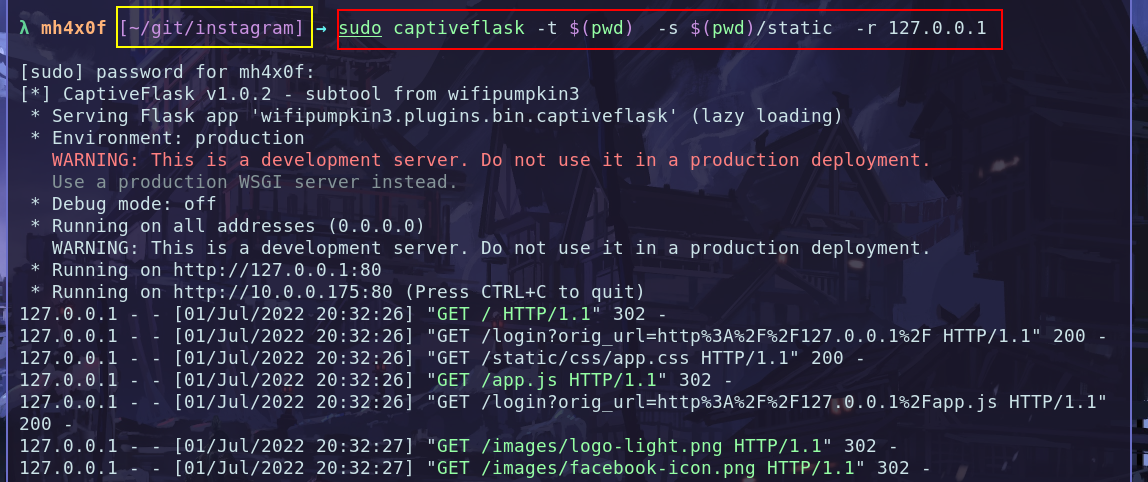 λ mh4x0f [~/git/instagram] → sudo captiveflask -t $(pwd)  -s $(pwd)/static  -r 127.0.0.1
[sudo] password for mh4x0f:
[*] CaptiveFlask v1.0.2 - subtool from wifipumpkin3
 * Serving Flask app 'wifipumpkin3.plugins.bin.captiveflask' (lazy loading)
 * Environment: production
   WARNING: This is a development server. Do not use it in a production deployment.
   Use a production WSGI server instead.
 * Debug mode: off
 * Running on all addresses (0.0.0.0)
   WARNING: This is a development server. Do not use it in a production deployment.
 * Running on http://127.0.0.1:80
 * Running on http://10.0.0.175:80 (Press CTRL+C to quit)
127.0.0.1 - - [01/Jul/2022 20:32:26] "GET / HTTP/1.1" 302 -
127.0.0.1 - - [01/Jul/2022 20:32:26] "GET /login?orig_url=http%3A%2F%2F127.0.0.1%2F HTTP/1.1" 200 -
127.0.0.1 - - [01/Jul/2022 20:32:26] "GET /static/css/app.css HTTP/1.1" 200 -
127.0.0.1 - - [01/Jul/2022 20:32:26] "GET /app.js HTTP/1.1" 302 -
127.0.0.1 - - [01/Jul/2022 20:32:26] "GET /login?orig_url=http%3A%2F%2F127.0.0.1%2Fapp.js HTTP/1.1"
200 -
127.0.0.1 - - [01/Jul/2022 20:32:27] "GET /images/logo-light.png HTTP/1.1" 302 -
127.0.0.1 - - [01/Jul/2022 20:32:27] "GET /images/facebook-icon.png HTTP/1.1" 302 -